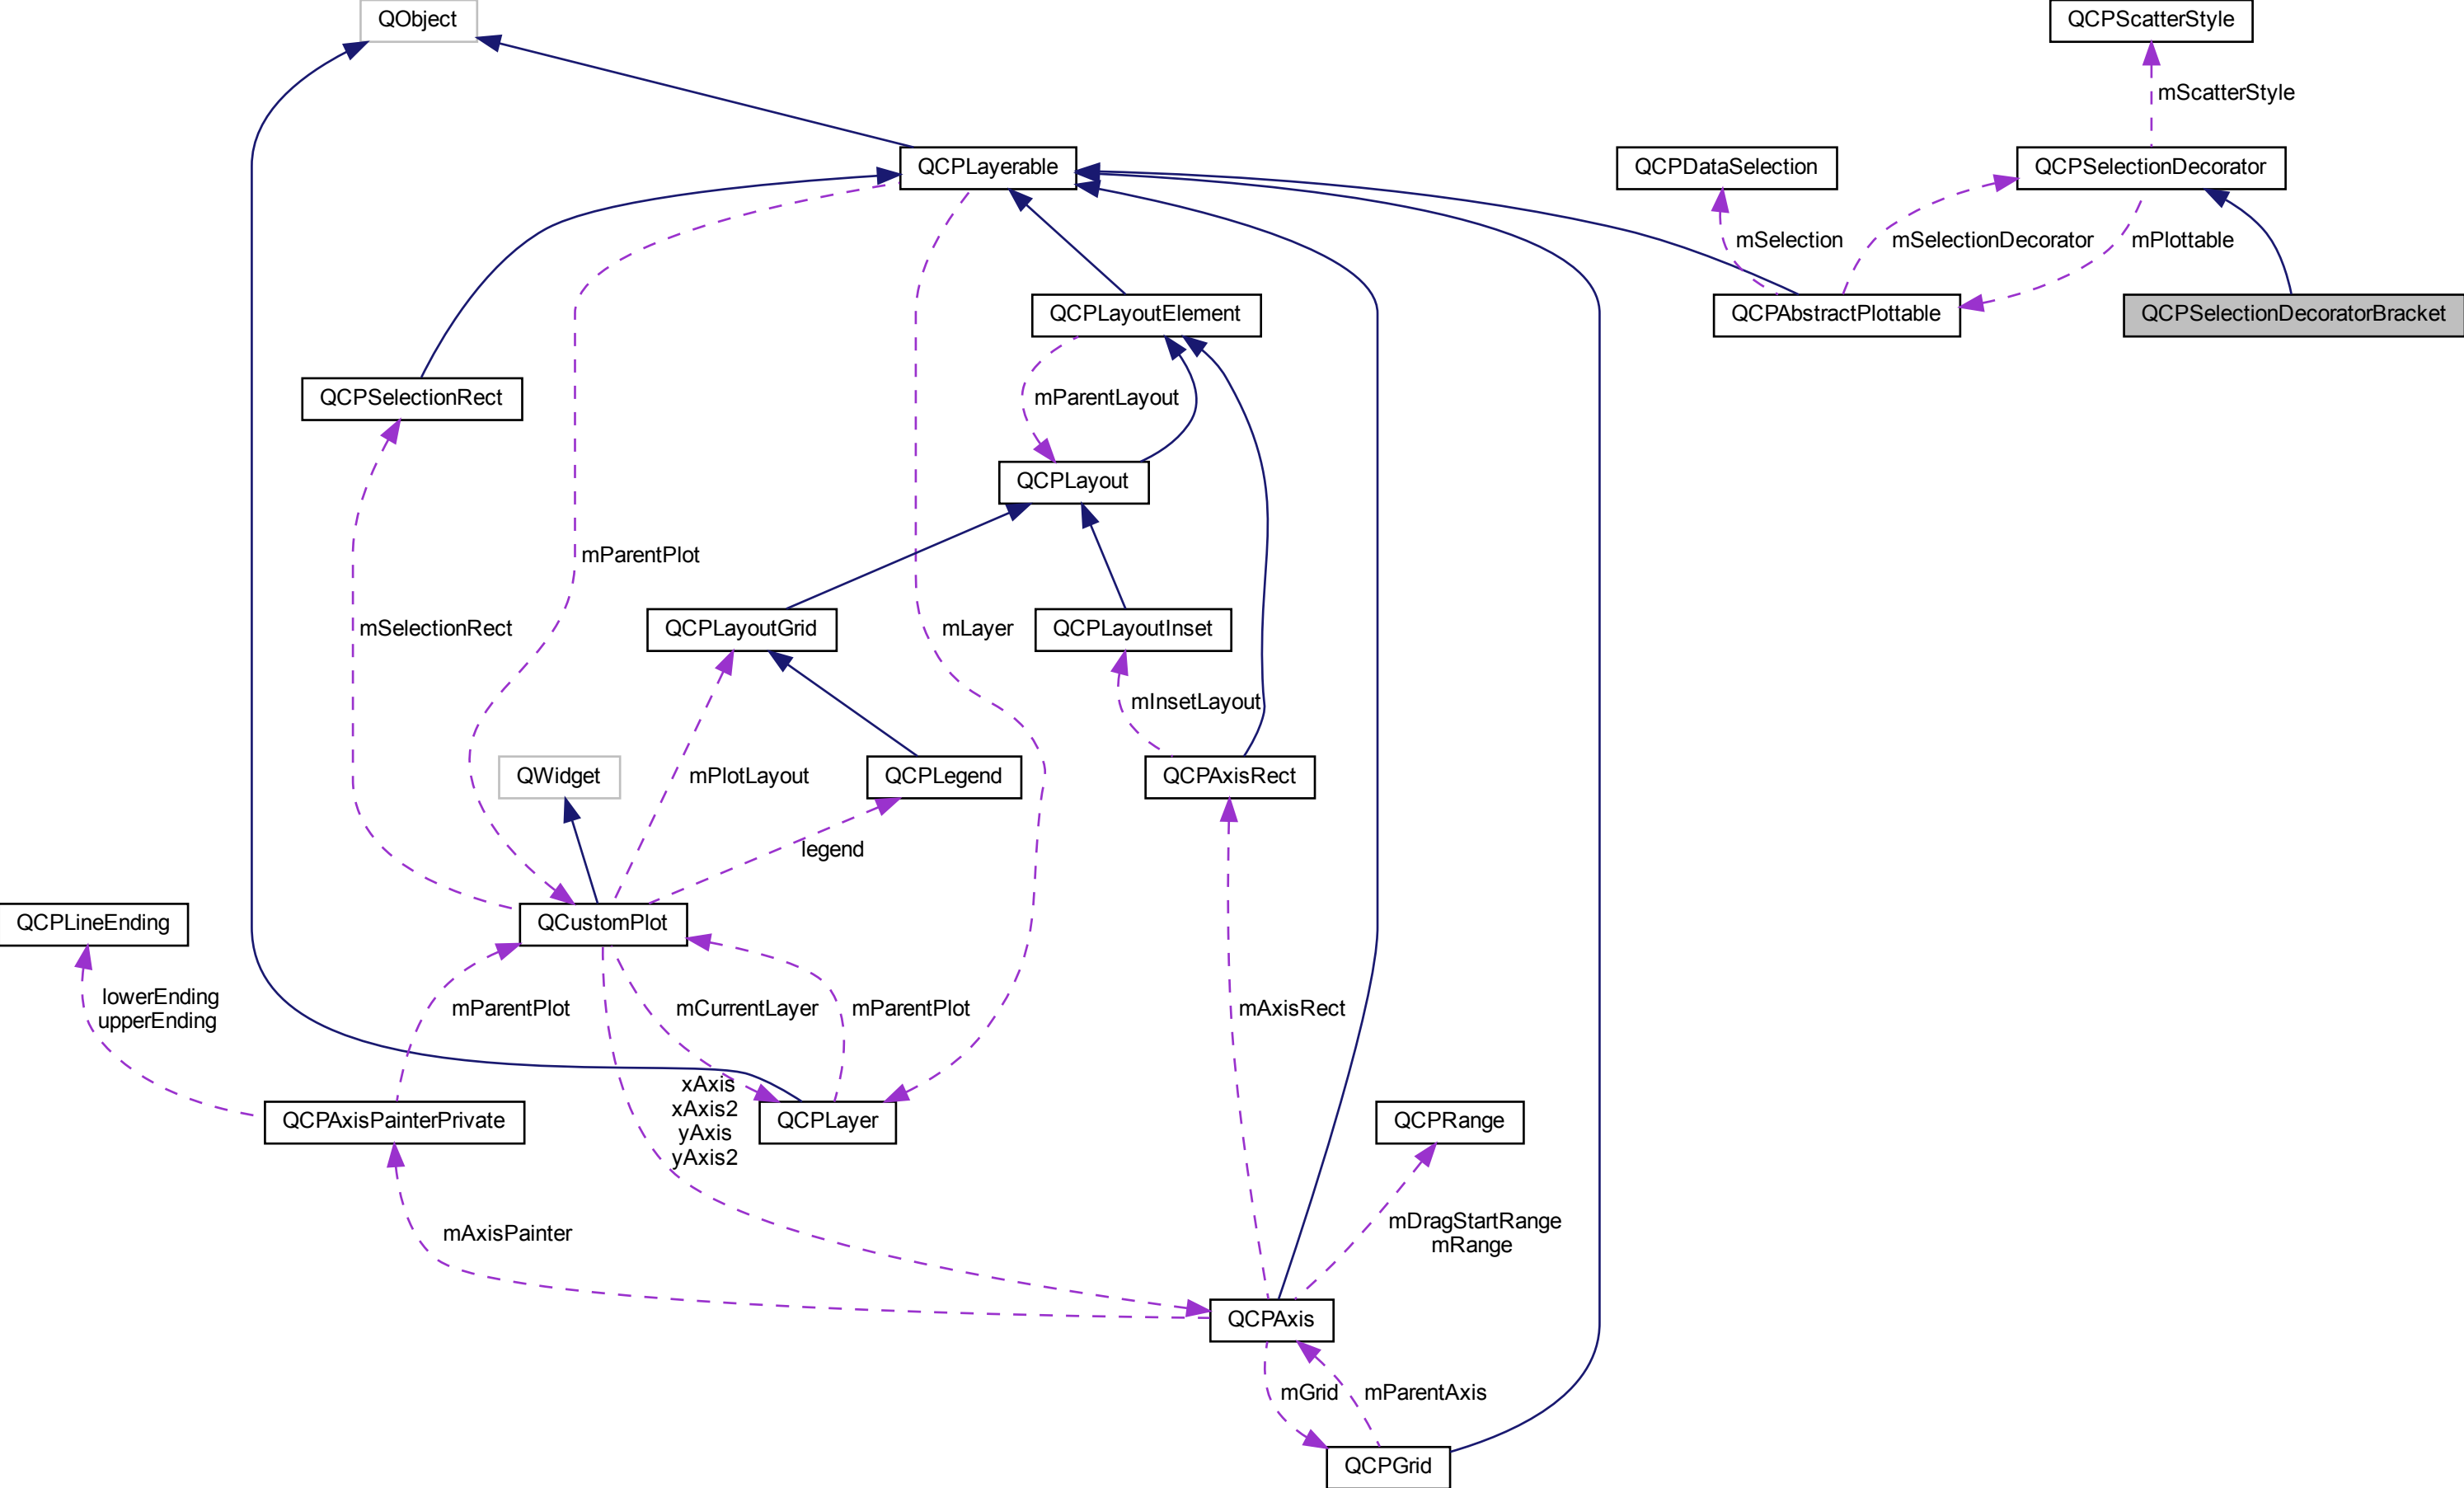 QObject
QCPScatterStyle
mScatterStyle
QCPLayerable
QCPDataSelection
QCPSelectionDecorator
mSelection
mSelectionDecorator
mPlottable
QCPLayoutElement
QCPAbstractPlottable
QCPSelectionDecoratorBracket
QCPSelectionRect
mParentLayout
QCPLayout
mParentPlot
mSelectionRect
QCPLayoutGrid
mLayer
QCPLayoutInset
mInsetLayout
QWidget
mPlotLayout
QCPLegend
QCPAxisRect
legend
QCPLineEnding
QCustomPlot
lowerEnding
upperEnding
mParentPlot
mCurrentLayer
mParentPlot
mAxisRect
xAxis
xAxis2
yAxis
yAxis2
QCPAxisPainterPrivate
QCPLayer
QCPRange
mAxisPainter
mDragStartRange
mRange
QCPAxis
mGrid
mParentAxis
QCPGrid